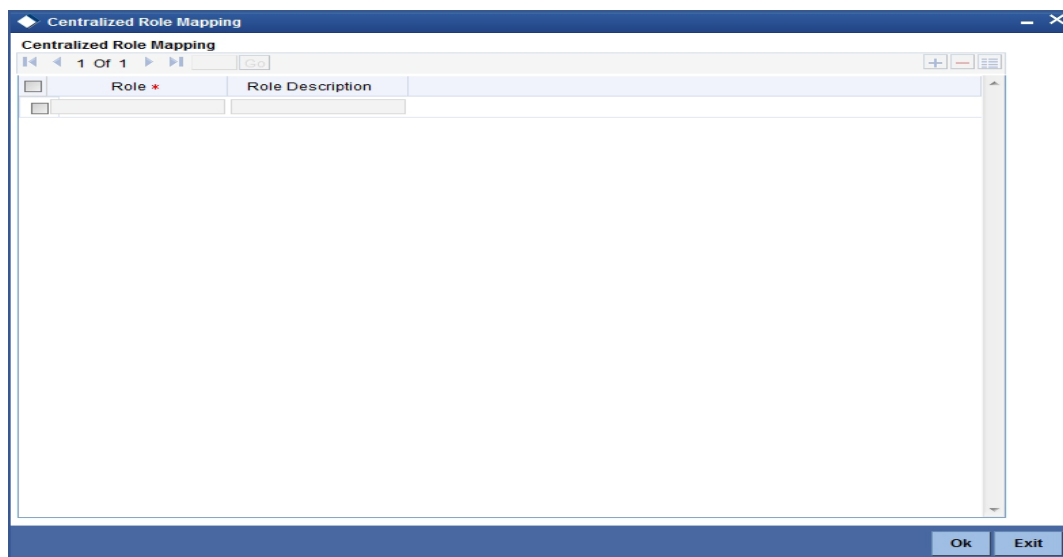 Centralized Role Mapping
Centralized Role Mapping
1 Of 1 Go
Role * Role Description
Ok Exit